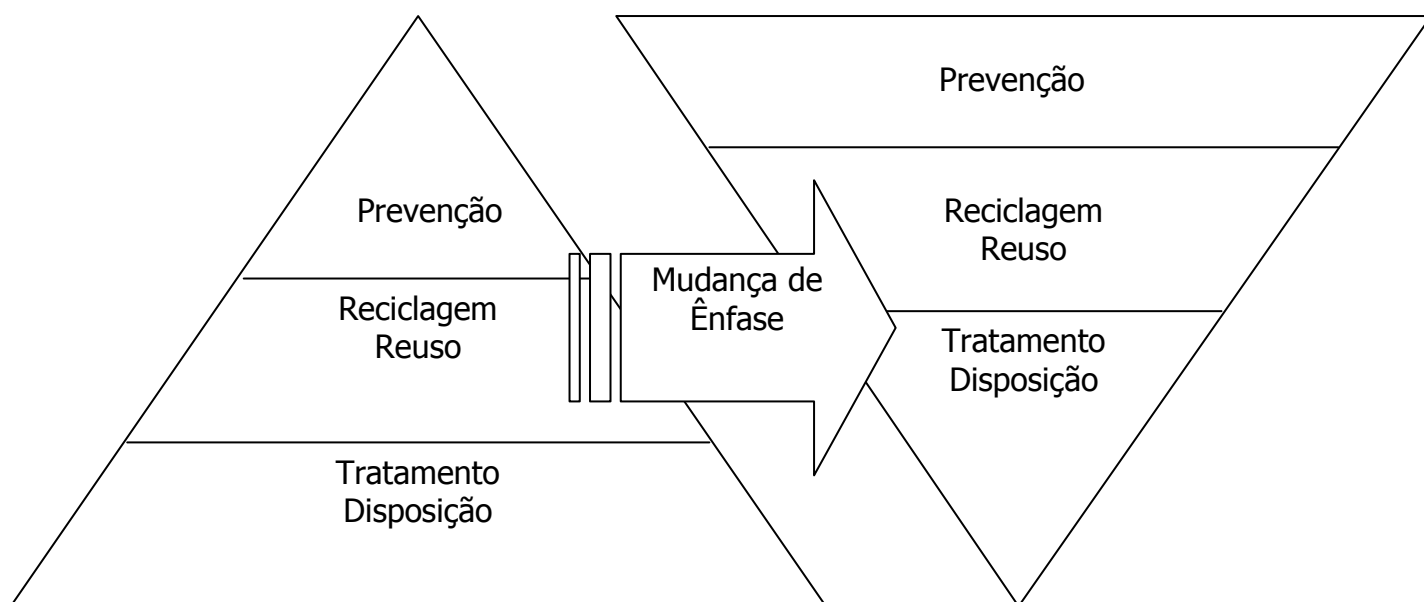 Prevenção
Reciclagem
Reuso
Tratamento
Disposição
Mudança de
Ênfase
Prevenção
Reciclagem
Reuso
Tratamento
Disposição